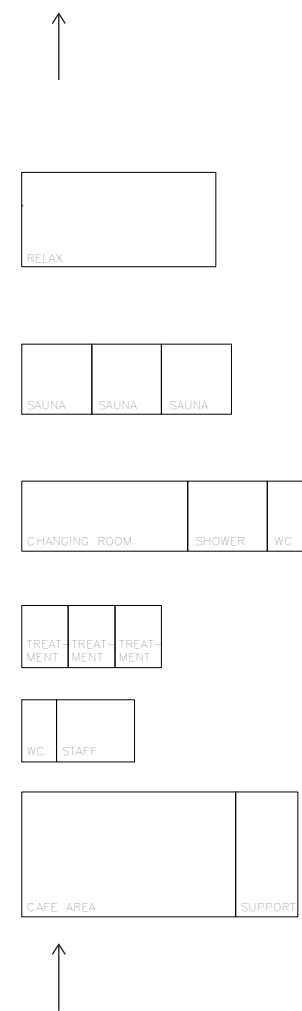 RELAX
SAUNA SAUNA SAUNA
CHANGING ROOM SHOWER WC
TREAT- TREAT- TREAT-
MENT MENT MENT
WC STAFF
CAFE AREA SUPPORT